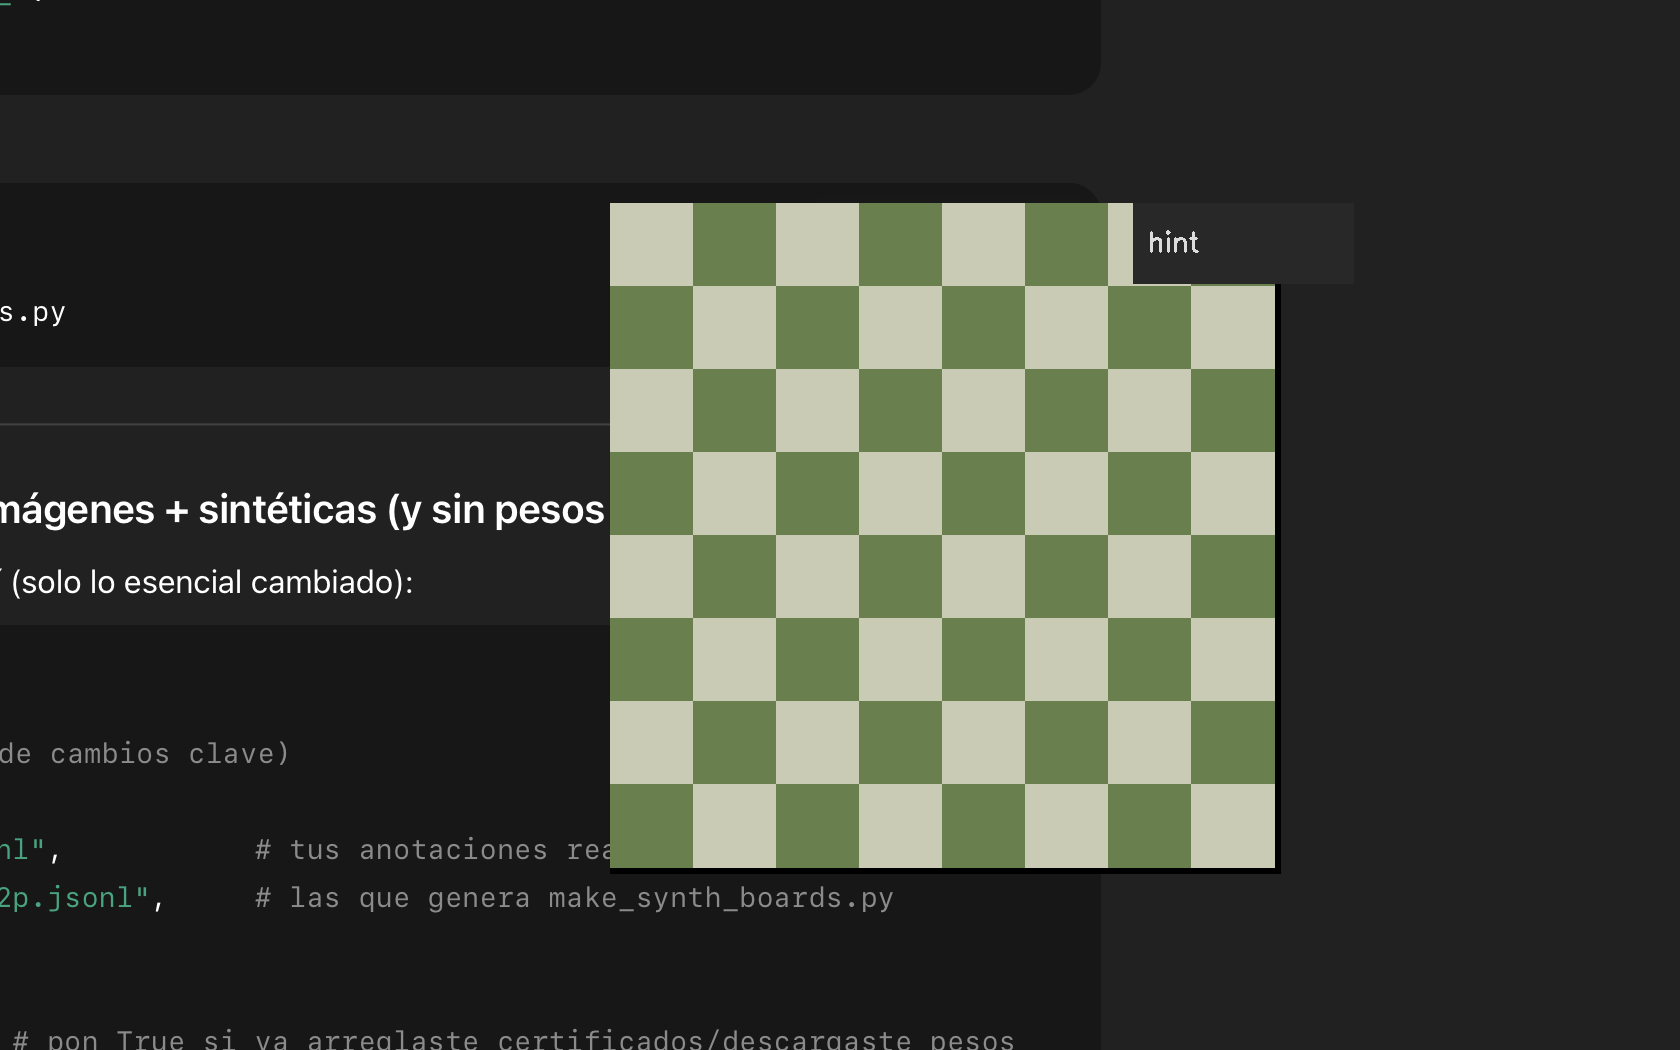 hint
s.py
mágenes + sintéticas (y sin pesos
(solo lo esencial cambiado):
de cambios clave)
nl", # tus anotaciones rea
2p.jsonl", # las que genera make_synth_boards.py
# pon True si ya arreglaste certificados/descargaste pesos